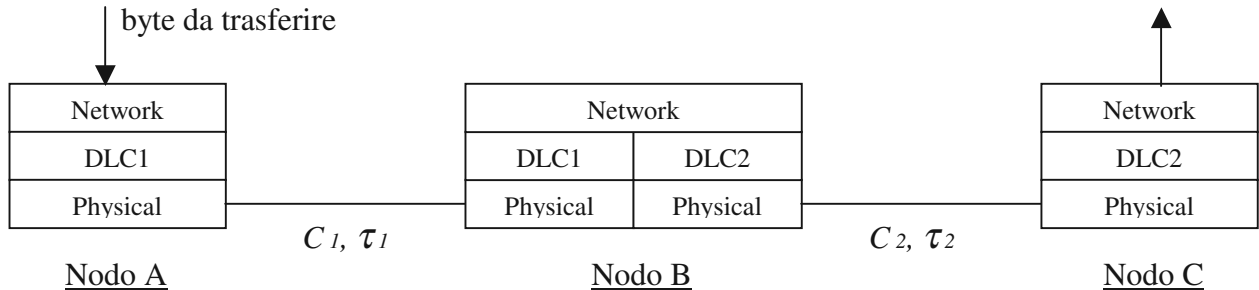 byte da trasferire
Network Network Network
DLC1 DLC1 DLC2 DLC2
Physical Physical Physical Physical
C1, τ1 C2, τ2
Nodo A Nodo B Nodo C